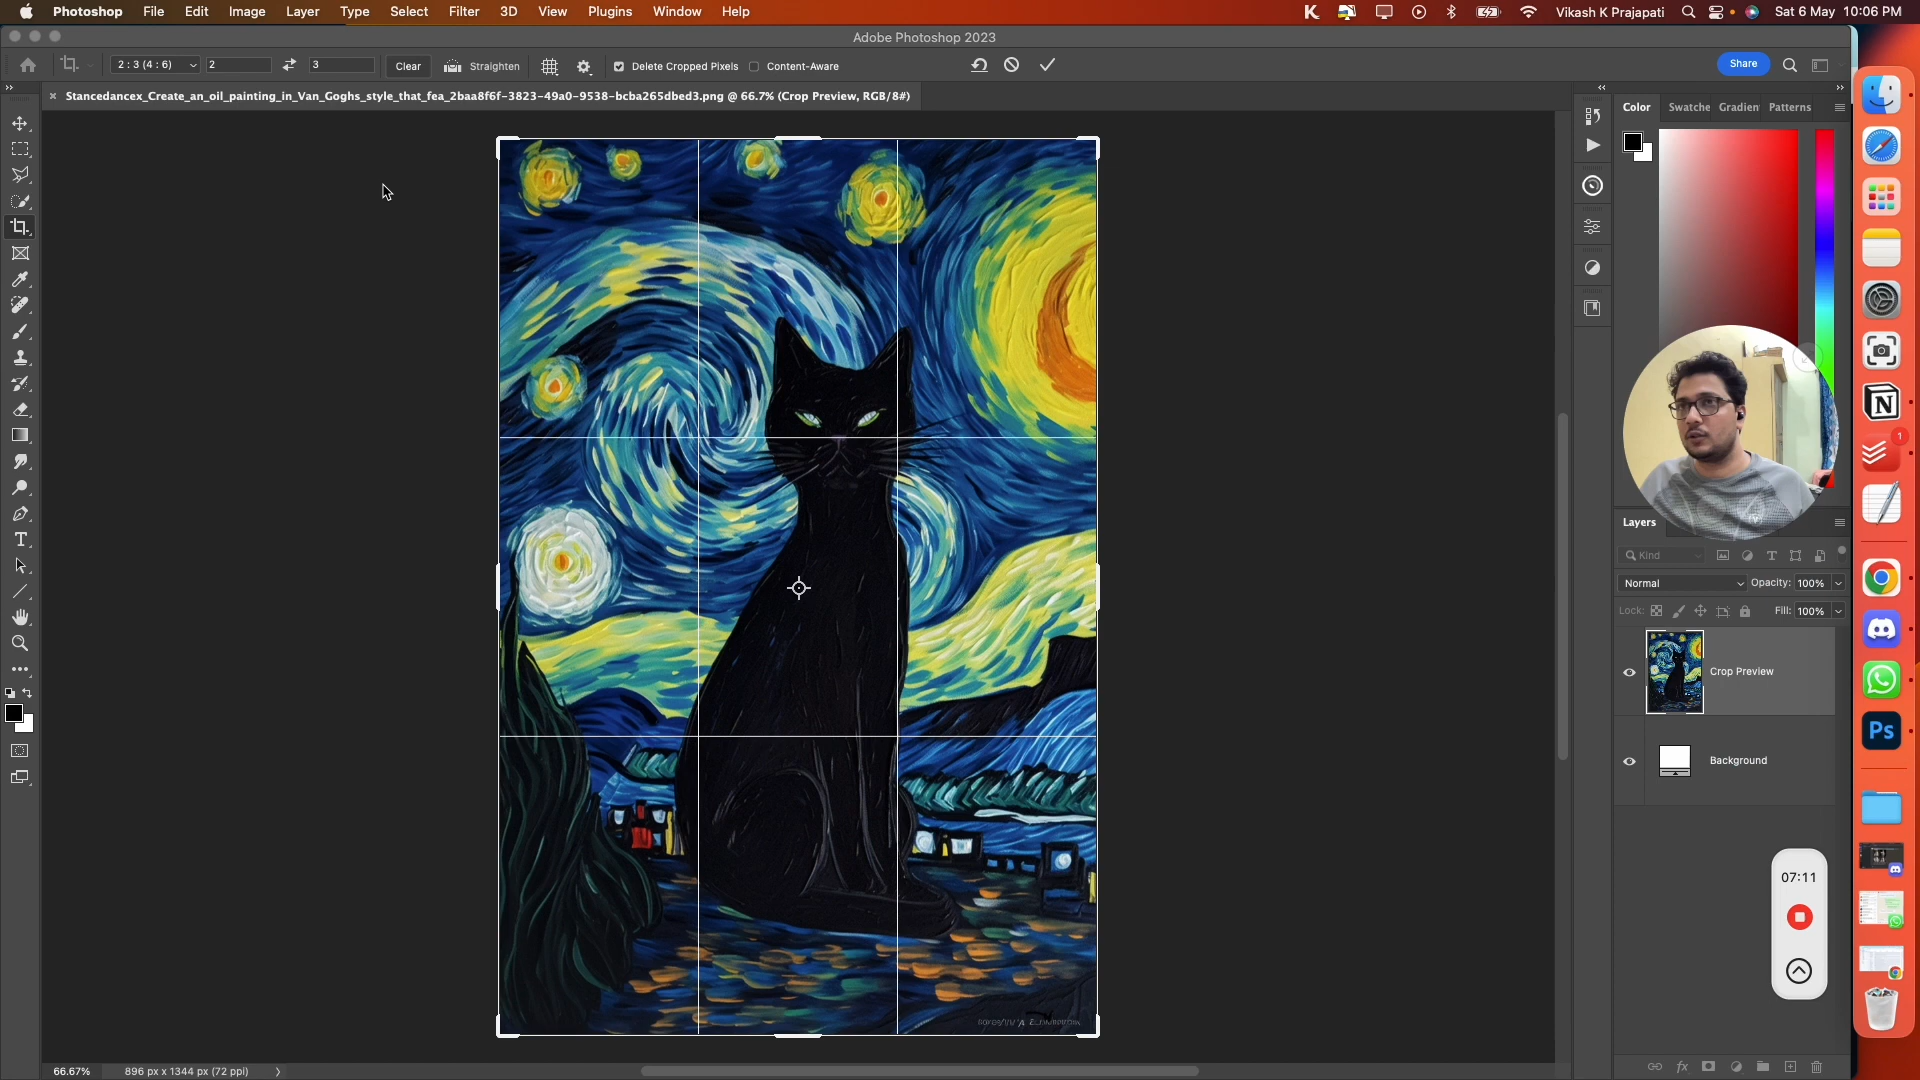 Photoshop File Edit Image Layer Type Select Filter 3D View Plugins Window Help Vikash K Prajapati Sat 6 May 10:06 PM
Adobe Photoshop 2023
2 : 3 (4 : 6) 2 3 Clear Straighten Delete Cropped Pixels Content-Aware Share
Stancedancex_Create_an_oil_painting_in_Van_Goghs_style_that_fea_2baa8f6f-3823-49a0-9538-bcba265dbed3.png @ 66.7% (Crop Preview, RGB/8#)
Color Swatche Gradien Patterns
Layers
Kind
Normal Opacity: 100%
Lock: Fill: 100%
Crop Preview
Background
07:11
66.67% 896 px x 1344 px (72 ppi)
fx
1
Ps